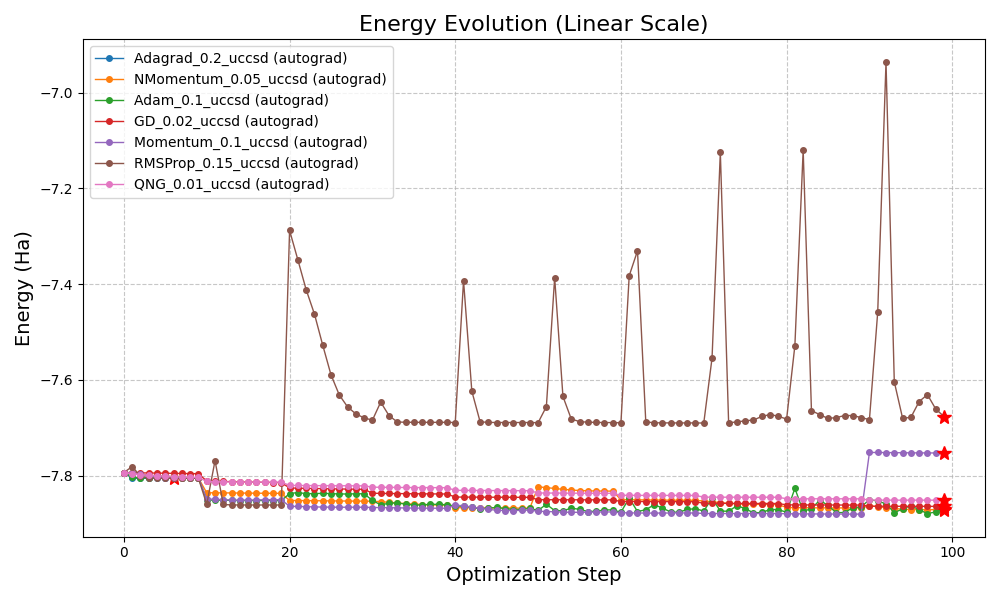 Energy Evolution (Linear Scale)
Adagrad_0.2_uccsd (autograd)
NMomentum_0.05_uccsd (autograd)
Adam_0.1_uccsd (autograd)
GD_0.02_uccsd (autograd)
Momentum_0.1_uccsd (autograd)
RMSProp_0.15_uccsd (autograd)
QNG_0.01_uccsd (autograd)
Energy (Ha)
−7.0
−7.2
−7.4
−7.6
−7.8
0 20 40 60 80 100
Optimization Step